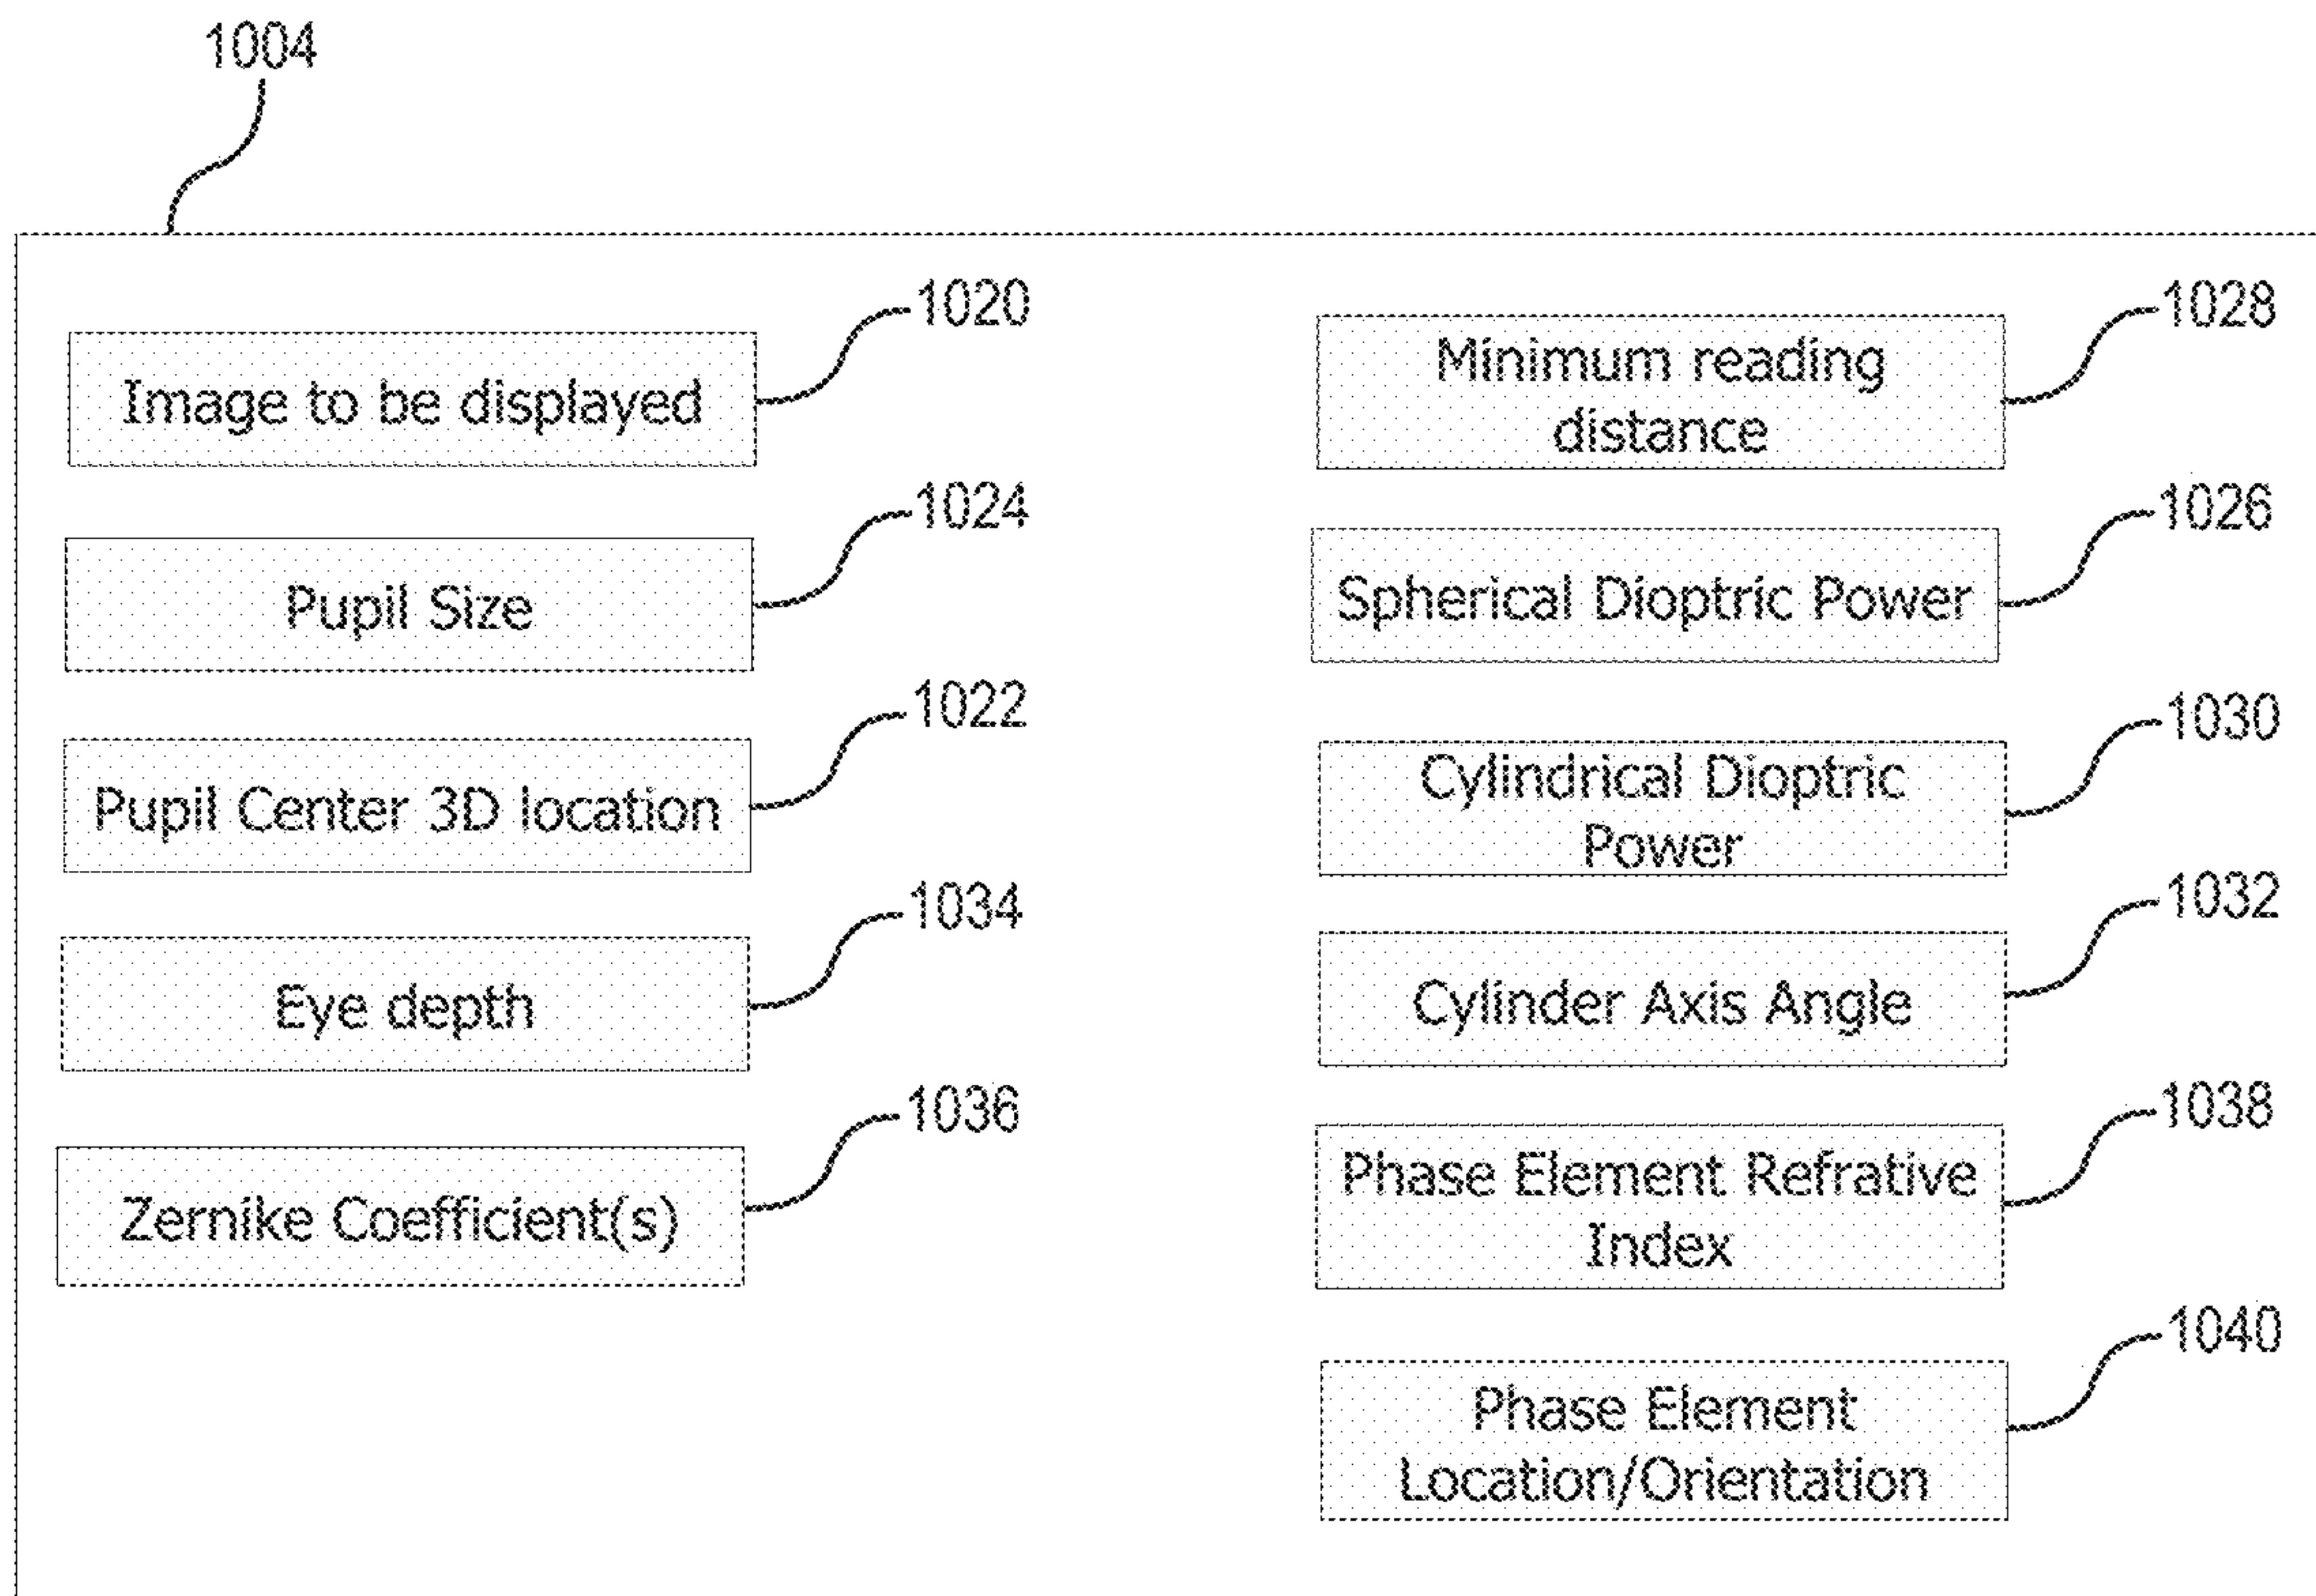 1004
1020
Image to be displayed
1024
Pupil Size
1022
Pupil Center 3D location
1034
Eye depth
1036
Zernike Coefficient(s)
1028
Minimum reading
distance
1026
Spherical Dioptric Power
1030
Cylindrical Dioptric
Power
1032
Cylinder Axis Angle
1038
Phase Element Refrative
Index
1040
Phase Element
Location/Orientation